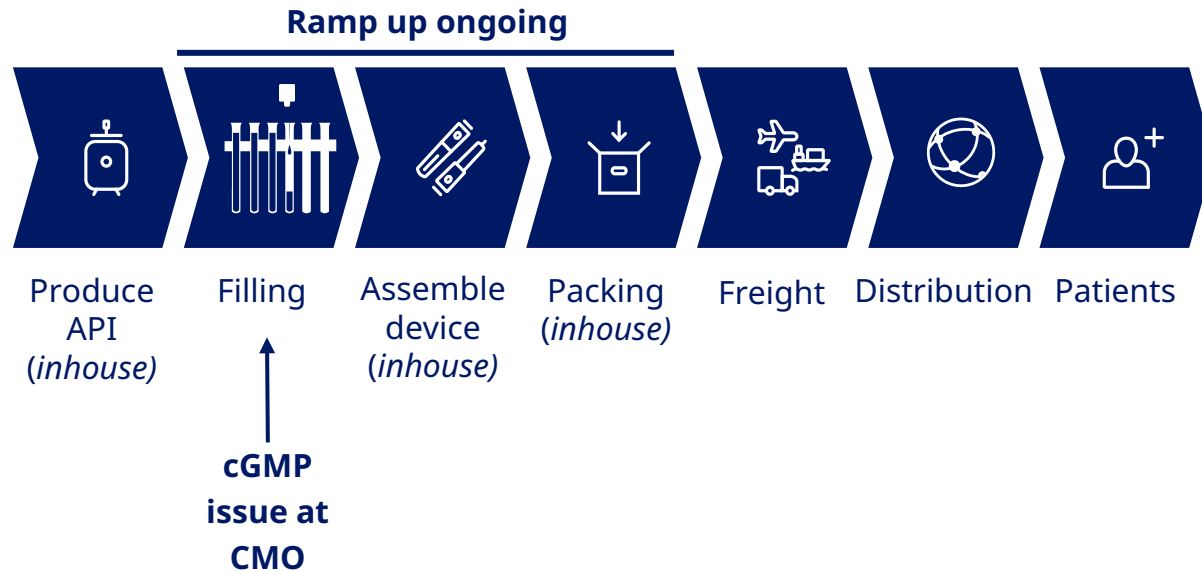 Ramp up ongoing
Produce
API
(inhouse)
Filling
Assemble
device
(inhouse)
Packing
(inhouse)
Freight
Distribution
Patients
cGMP
issue at
CMO